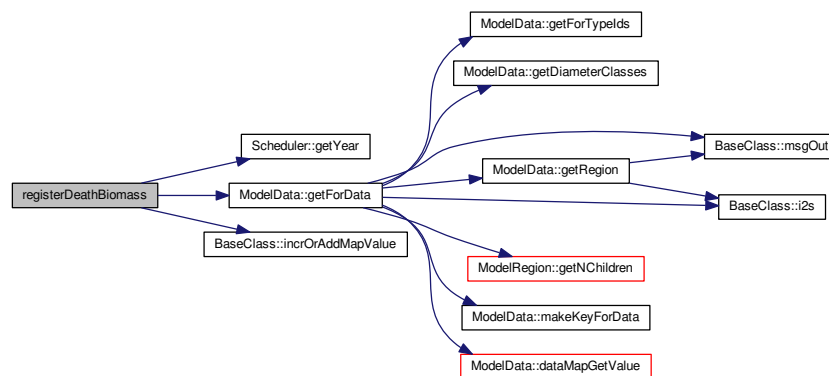 ModelData::getForTypeIds
ModelData::getDiameterClasses
Scheduler::getYear
BaseClass::msgOut
ModelData::getRegion
registerDeathBiomass
ModelData::getForData
BaseClass::i2s
BaseClass::incrOrAddMapValue
ModelRegion::getNChildren
ModelData::makeKeyForData
ModelData::dataMapGetValue